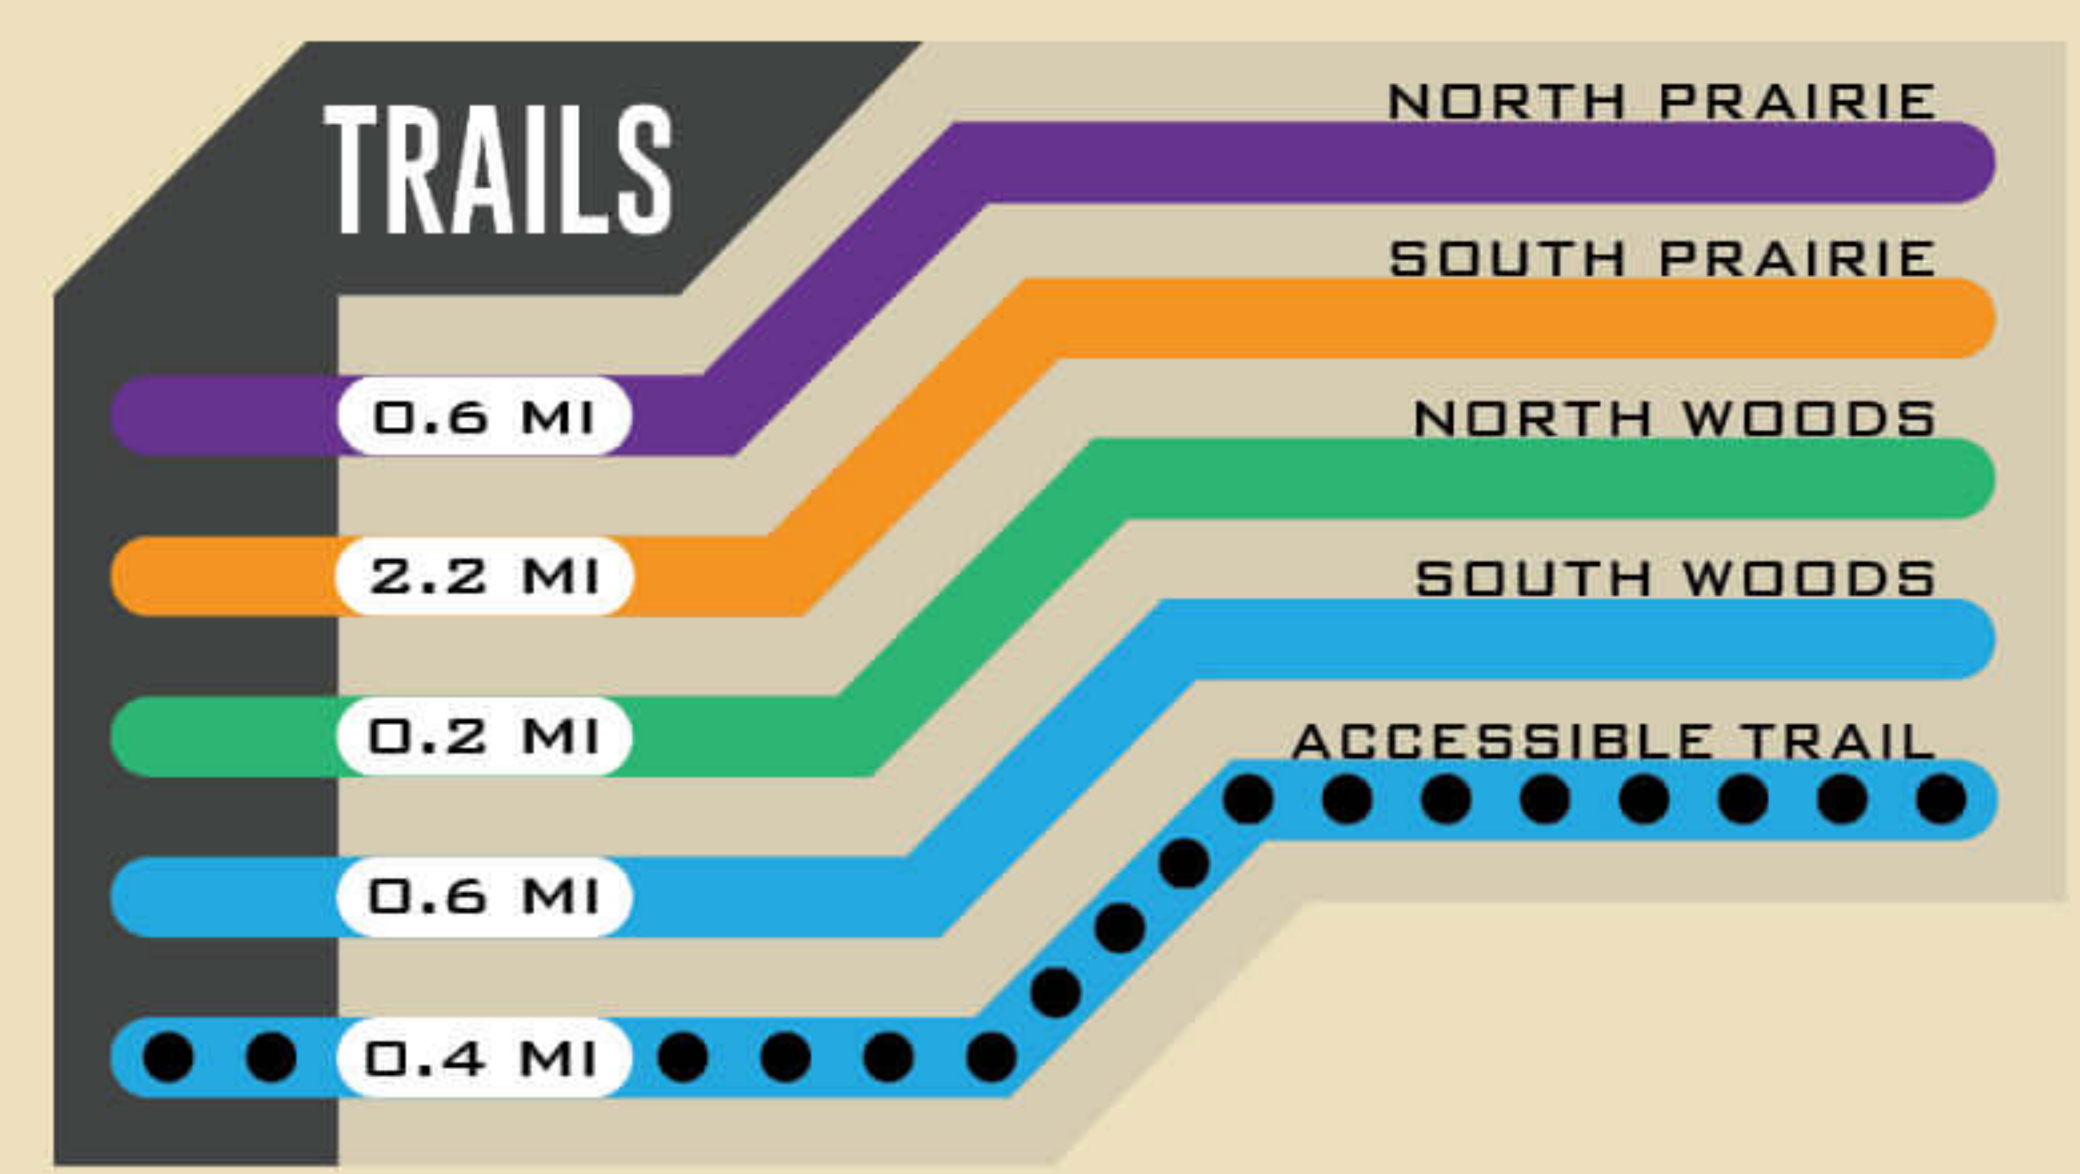 TRAILS
NORTH PRAIRIE
0.6 MI
SOUTH PRAIRIE
2.2 MI
NORTH WOODS
0.2 MI
SOUTH WOODS
0.6 MI
ACCESSIBLE TRAIL
0.4 MI